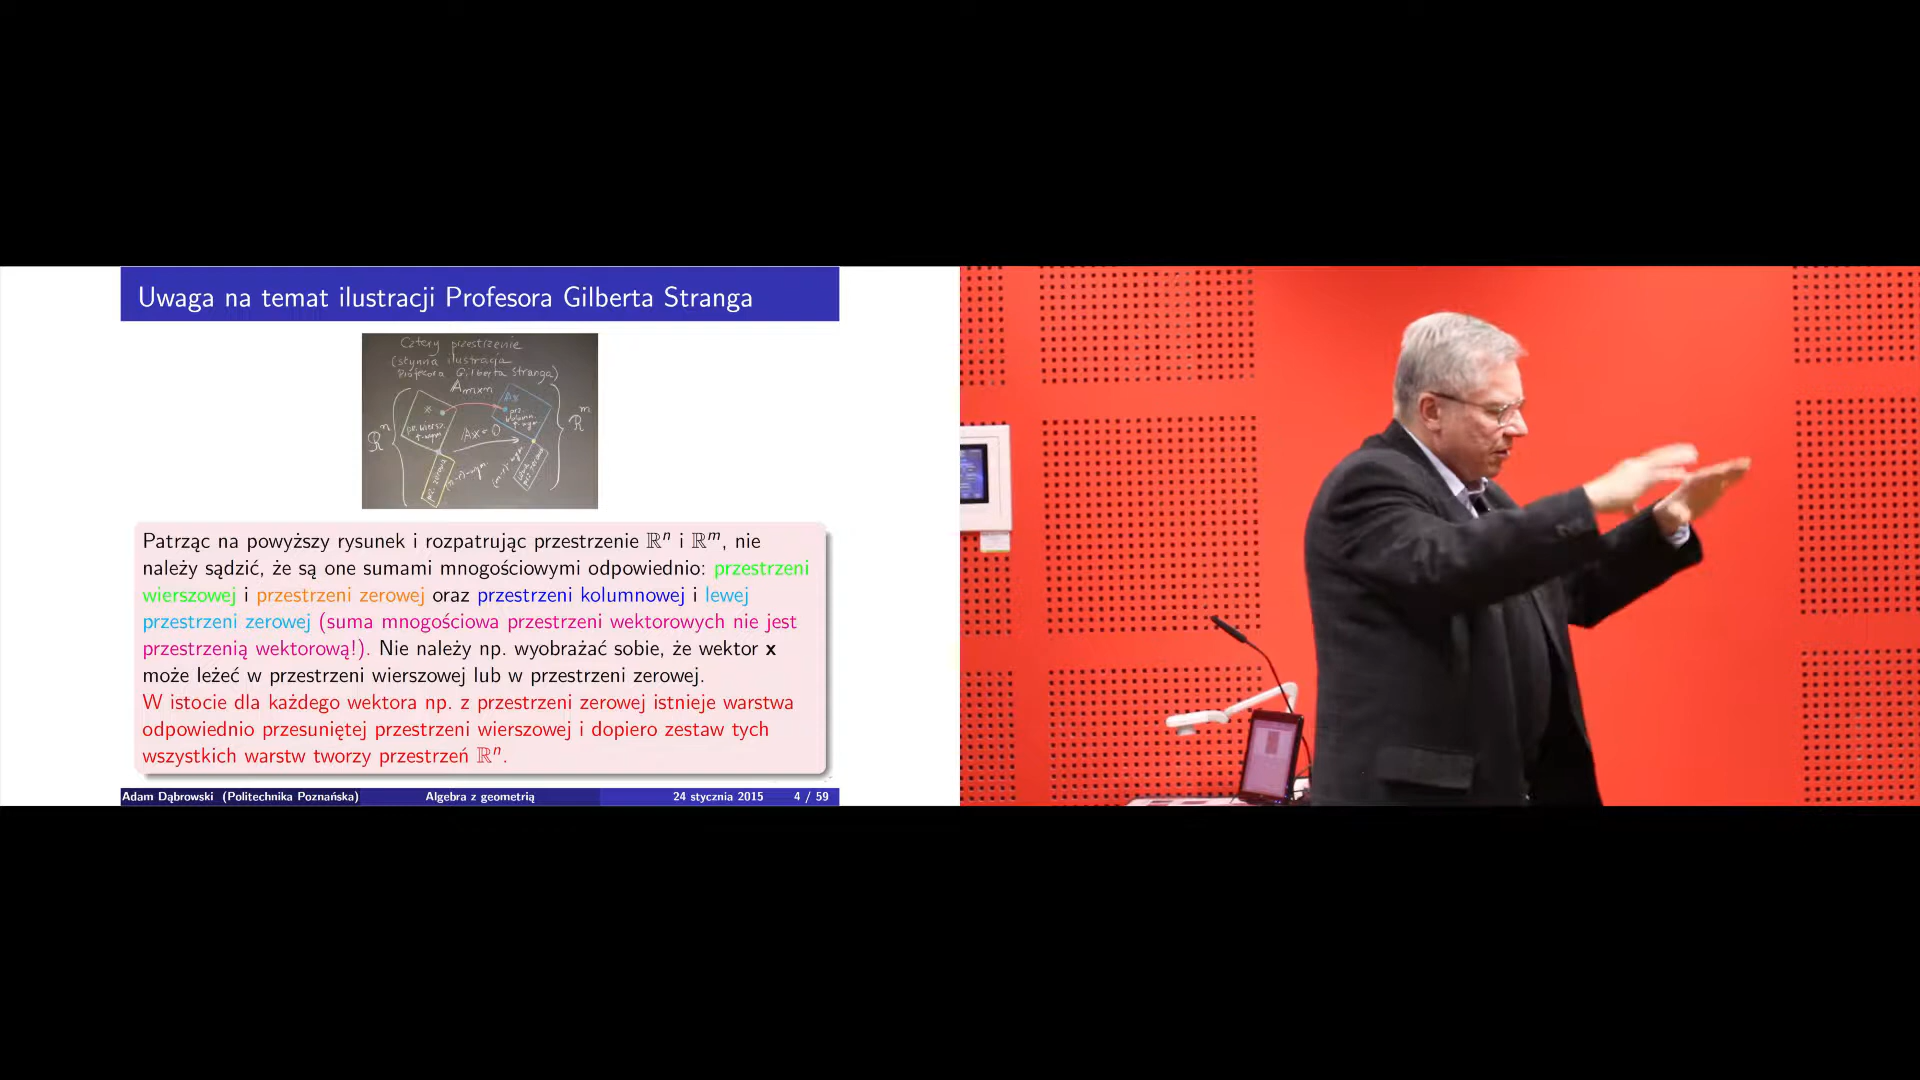 Uwaga na temat ilustracji Profesora Gilberta Stranga
Cztery przestrzenie
(słynna ilustracja
Profesora Gilberta Stranga)
Patrząc na powyższy rysunek i rozpatrując przestrzenie ℝⁿ i ℝᵐ, nie
należy sądzić, że są one sumami mnogościowymi odpowiednio: przestrzeni
wierszowej i przestrzeni zerowej oraz przestrzeni kolumnowej i lewej
przestrzeni zerowej (suma mnogościowa przestrzeni wektorowych nie jest
przestrzenią wektorową!). Nie należy np. wyobrażać sobie, że wektor x
może leżeć w przestrzeni wierszowej lub w przestrzeni zerowej.
W istocie dla każdego wektora np. z przestrzeni zerowej istnieje warstwa
odpowiednio przesuniętej przestrzeni wierszowej i dopiero zestaw tych
wszystkich warstw tworzy przestrzeń ℝⁿ.
Adam Dąbrowski (Politechnika Poznańska) Algebra z geometrią 24 stycznia 2015 4 / 59